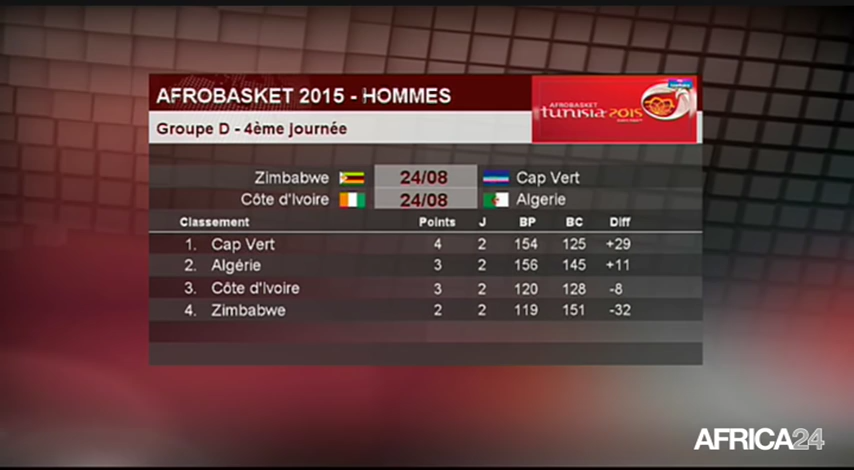 AFROBASKET 2015 - HOMMES
AFROBASKET
tunisia 2015
Groupe D - 4ème journée
Zimbabwe 24/08 Cap Vert
Côte d'Ivoire 24/08 Algerie
Classement Points J BP BC Diff
1. Cap Vert 4 2 154 125 +29
2. Algérie 3 2 156 145 +11
3. Côte d'Ivoire 3 2 120 128 -8
4. Zimbabwe 2 2 119 151 -32
AFRICA24